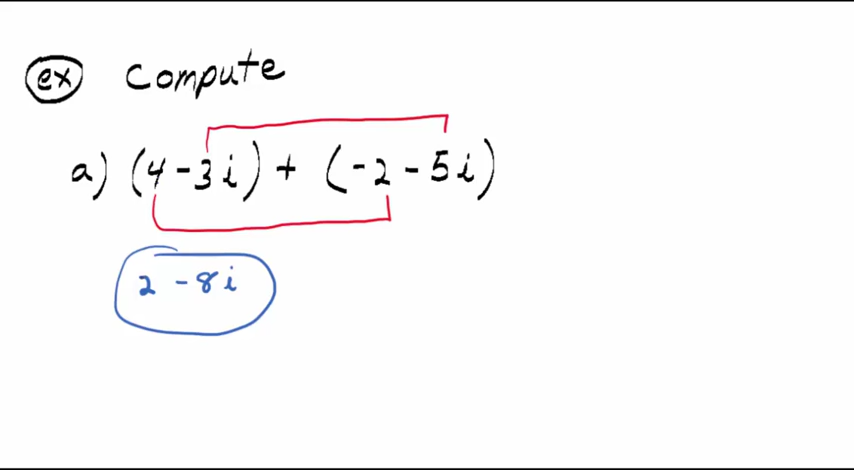 ex compute
a) (4 - 3i) + (-2 - 5i)
2 - 8i